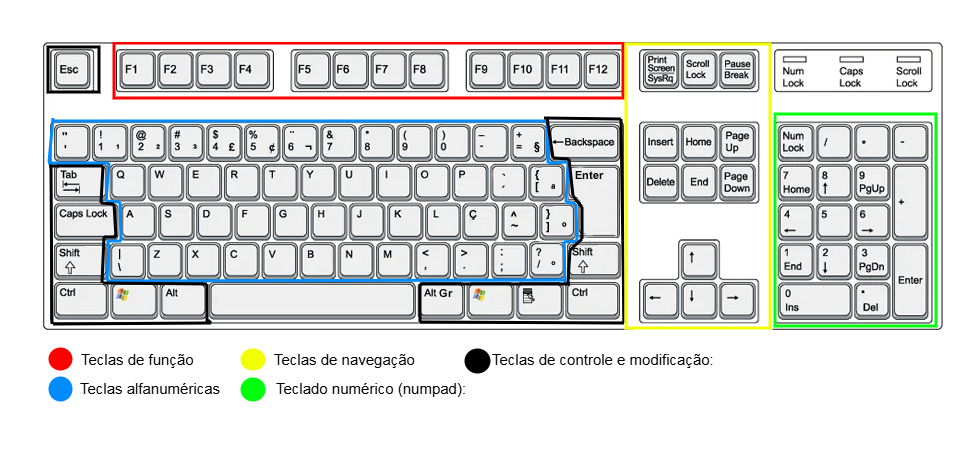 Esc F1 F2 F3 F4 F5 F6 F7 F8 F9 F10 F11 F12 Print Screen SysRq Scroll Lock Pause Break Num Lock Caps Lock Scroll Lock
" ' ! 1 ¹ @ 2 ² # 3 ³ $ 4 £ % 5 ¢ ¨ 6 ¬ & 7 * 8 ( 9 ) 0 – - + = § ←Backspace Insert Home Page Up Num Lock / * -
Tab Q W E R T Y U I O P ` ´ { [ ª Enter Delete End Page Down 7 Home 8 ↑ 9 PgUp +
Caps Lock A S D F G H J K L Ç ^ ~ } ] º 4 ← 5 6 →
Shift | \ Z X C V B N M < , > . : ; ? / ° Shift ↑ 1 End 2 ↓ 3 PgDn Enter
Ctrl Alt Alt Gr Ctrl ← ↓ → 0 Ins • Del
Teclas de função Teclas de navegação Teclas de controle e modificação:
Teclas alfanuméricas Teclado numérico (numpad):